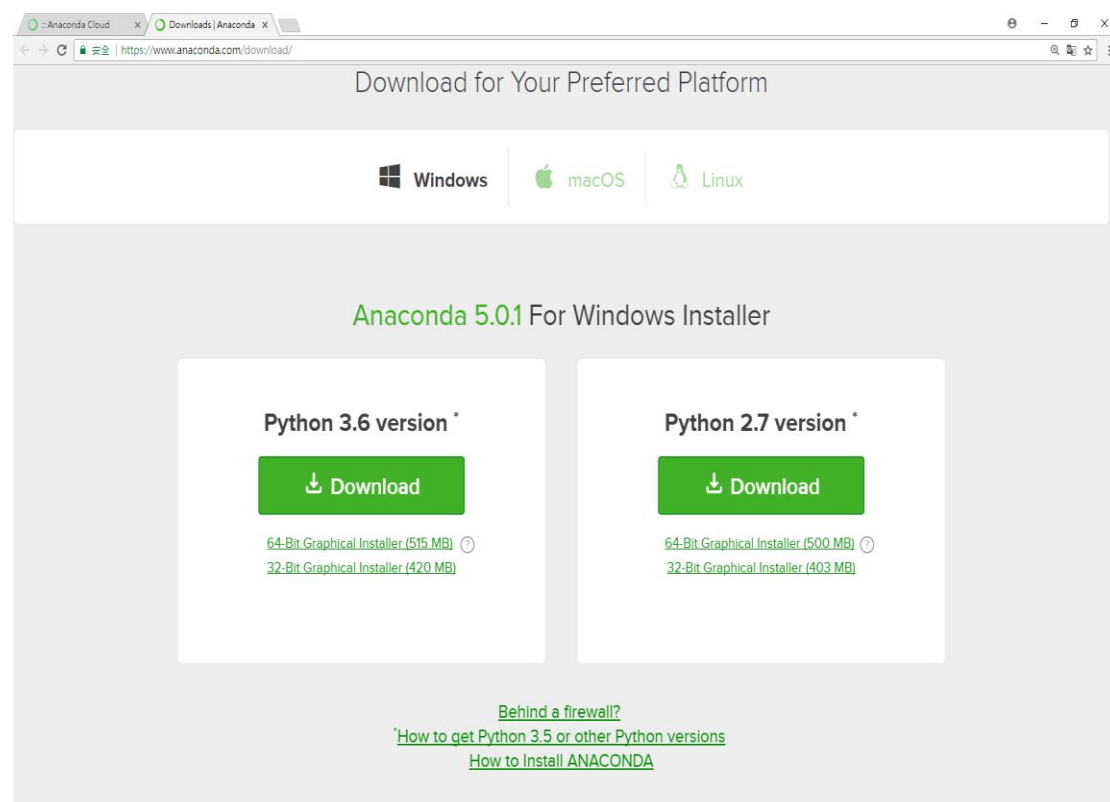 :: Anaconda Cloud
Downloads | Anaconda
安全 | https://www.anaconda.com/download/
Download for Your Preferred Platform
Windows macOS Linux
Anaconda 5.0.1 For Windows Installer
Python 3.6 version *
Download
64-Bit Graphical Installer (515 MB) ?
32-Bit Graphical Installer (420 MB)
Python 2.7 version *
Download
64-Bit Graphical Installer (500 MB) ?
32-Bit Graphical Installer (403 MB)
Behind a firewall?
*How to get Python 3.5 or other Python versions
How to Install ANACONDA